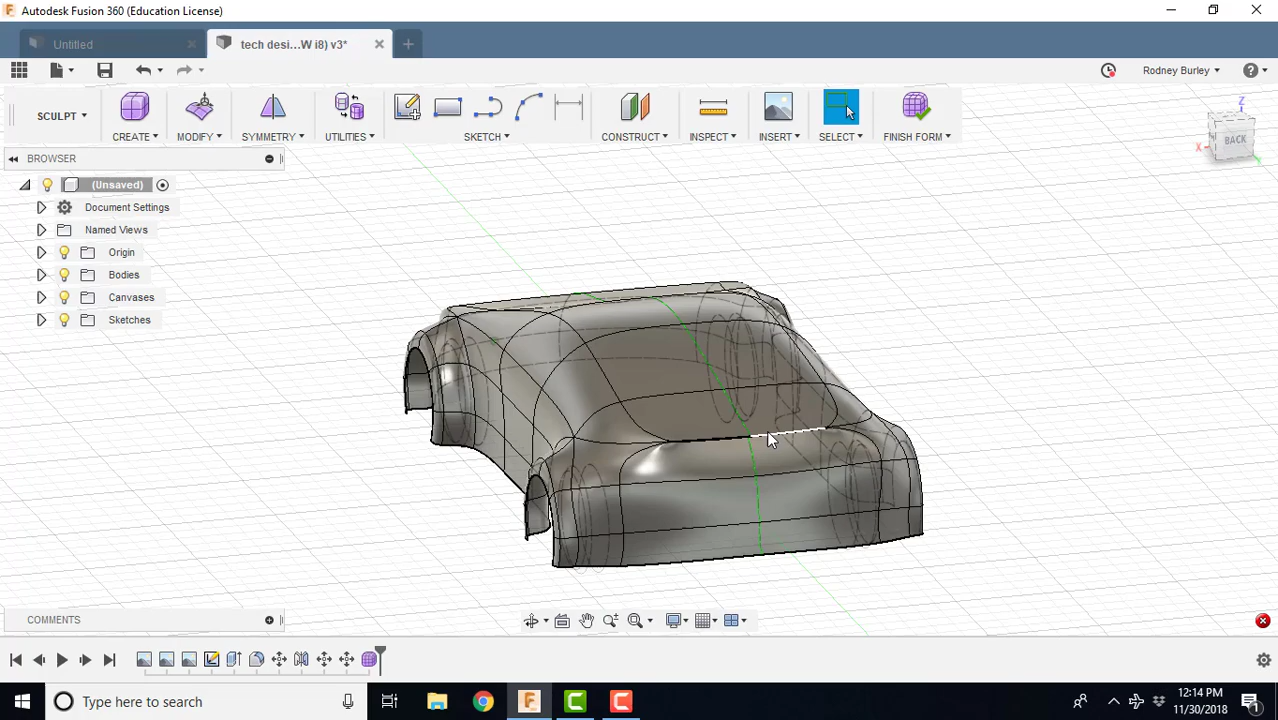 Autodesk Fusion 360 (Education License)
Untitled
tech desi...W i8) v3*
Rodney Burley
SCULPT
CREATE
MODIFY
SYMMETRY
UTILITIES
SKETCH
CONSTRUCT
INSPECT
INSERT
SELECT
FINISH FORM
Z
BACK
X
Y
BROWSER
(Unsaved)
Document Settings
Named Views
Origin
Bodies
Canvases
Sketches
COMMENTS
Type here to search
12:14 PM
11/30/2018
1